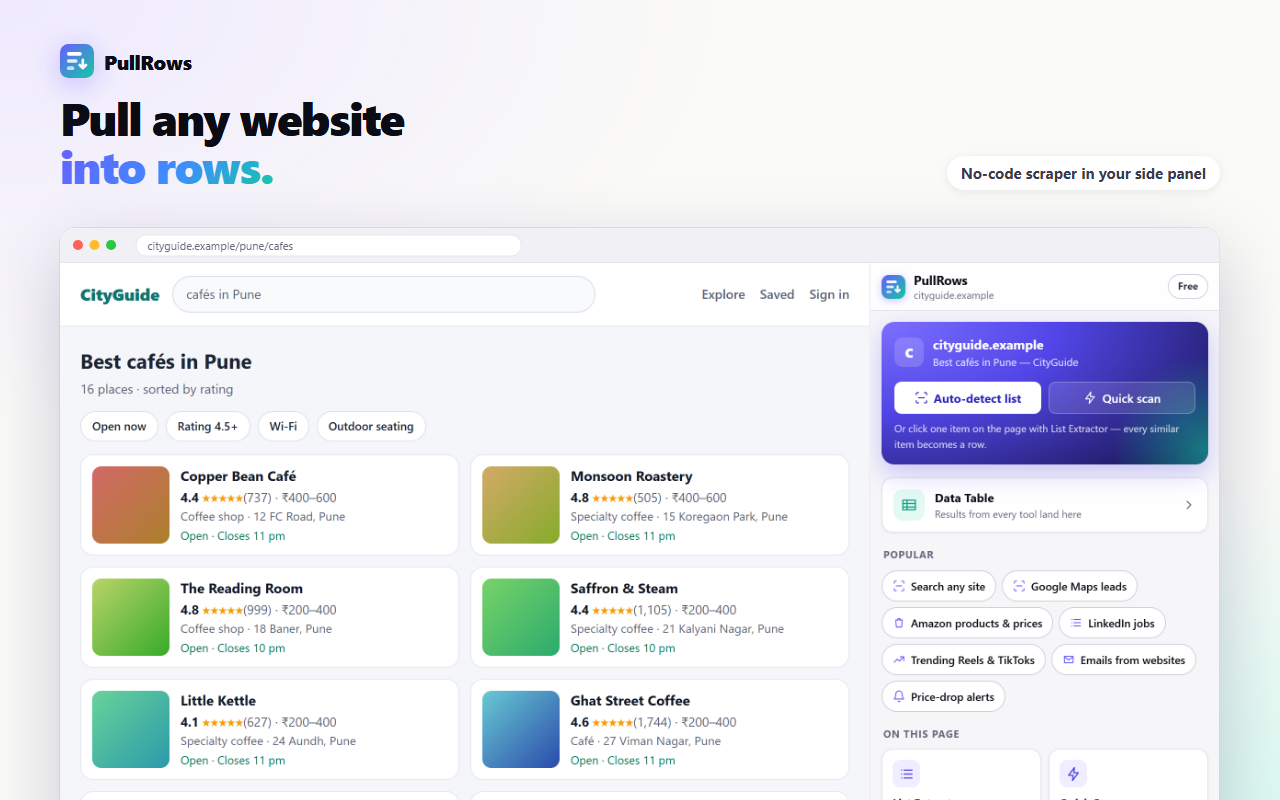 PullRows
Pull any website
into rows.
No-code scraper in your side panel
cityguide.example/pune/cafes
CityGuide
cafés in Pune
Explore Saved Sign in
Best cafés in Pune
16 places · sorted by rating
Open now Rating 4.5+ Wi-Fi Outdoor seating
Copper Bean Café
4.4 ★★★★★(737) · ₹400–600
Coffee shop · 12 FC Road, Pune
Open · Closes 11 pm
Monsoon Roastery
4.8 ★★★★★(505) · ₹400–600
Specialty coffee · 15 Koregaon Park, Pune
Open · Closes 11 pm
The Reading Room
4.8 ★★★★★(999) · ₹200–400
Coffee shop · 18 Baner, Pune
Open · Closes 10 pm
Saffron & Steam
4.4 ★★★★★(1,105) · ₹200–400
Specialty coffee · 21 Kalyani Nagar, Pune
Open · Closes 10 pm
Little Kettle
4.1 ★★★★★(627) · ₹200–400
Specialty coffee · 24 Aundh, Pune
Open · Closes 11 pm
Ghat Street Coffee
4.6 ★★★★★(1,744) · ₹200–400
Café · 27 Viman Nagar, Pune
Open · Closes 11 pm
PullRows
cityguide.example
Free
c
cityguide.example
Best cafés in Pune — CityGuide
Auto-detect list
Quick scan
Or click one item on the page with List Extractor — every similar
item becomes a row.
Data Table
Results from every tool land here
POPULAR
Search any site
Google Maps leads
Amazon products & prices
LinkedIn jobs
Trending Reels & TikToks
Emails from websites
Price-drop alerts
ON THIS PAGE